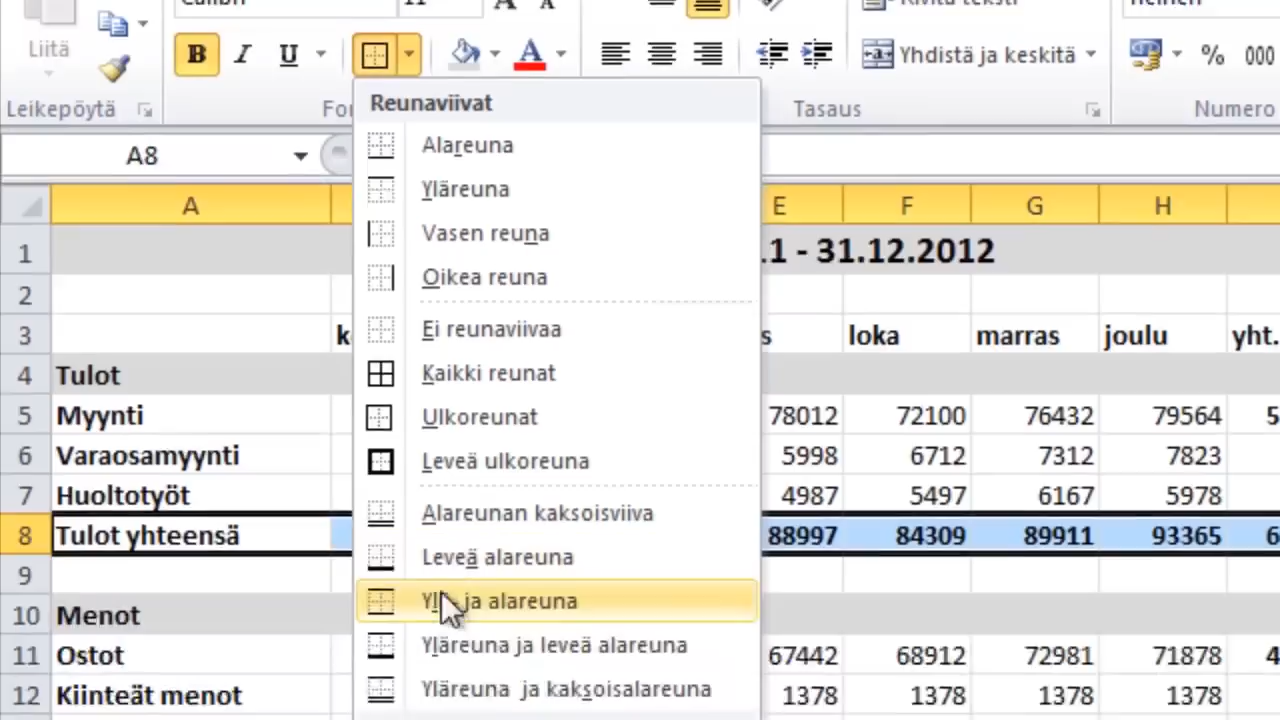 Liitä
B I U A
Yhdistä ja keskitä
% 000
Leikepöytä
Tasaus
Numero
Reunaviivat
Alareuna
Yläreuna
Vasen reuna
Oikea reuna
Ei reunaviivaa
Kaikki reunat
Ulkoreunat
Leveä ulkoreuna
Alareunan kaksoisviiva
Leveä alareuna
ja alareuna
Yläreuna ja leveä alareuna
Yläreuna ja kaksoisalareuna
A8
A E F G H
1 - 31.12.2012
2
3 loka marras joulu yht.
4 Tulot
5 Myynti 78012 72100 76432 79564 5
6 Varaosamyynti 5998 6712 7312 7823
7 Huoltotyöt 4987 5497 6167 5978
8 Tulot yhteensä 88997 84309 89911 93365 6
9
10 Menot
11 Ostot 67442 68912 72981 71878 4
12 Kiinteät menot 1378 1378 1378 1378